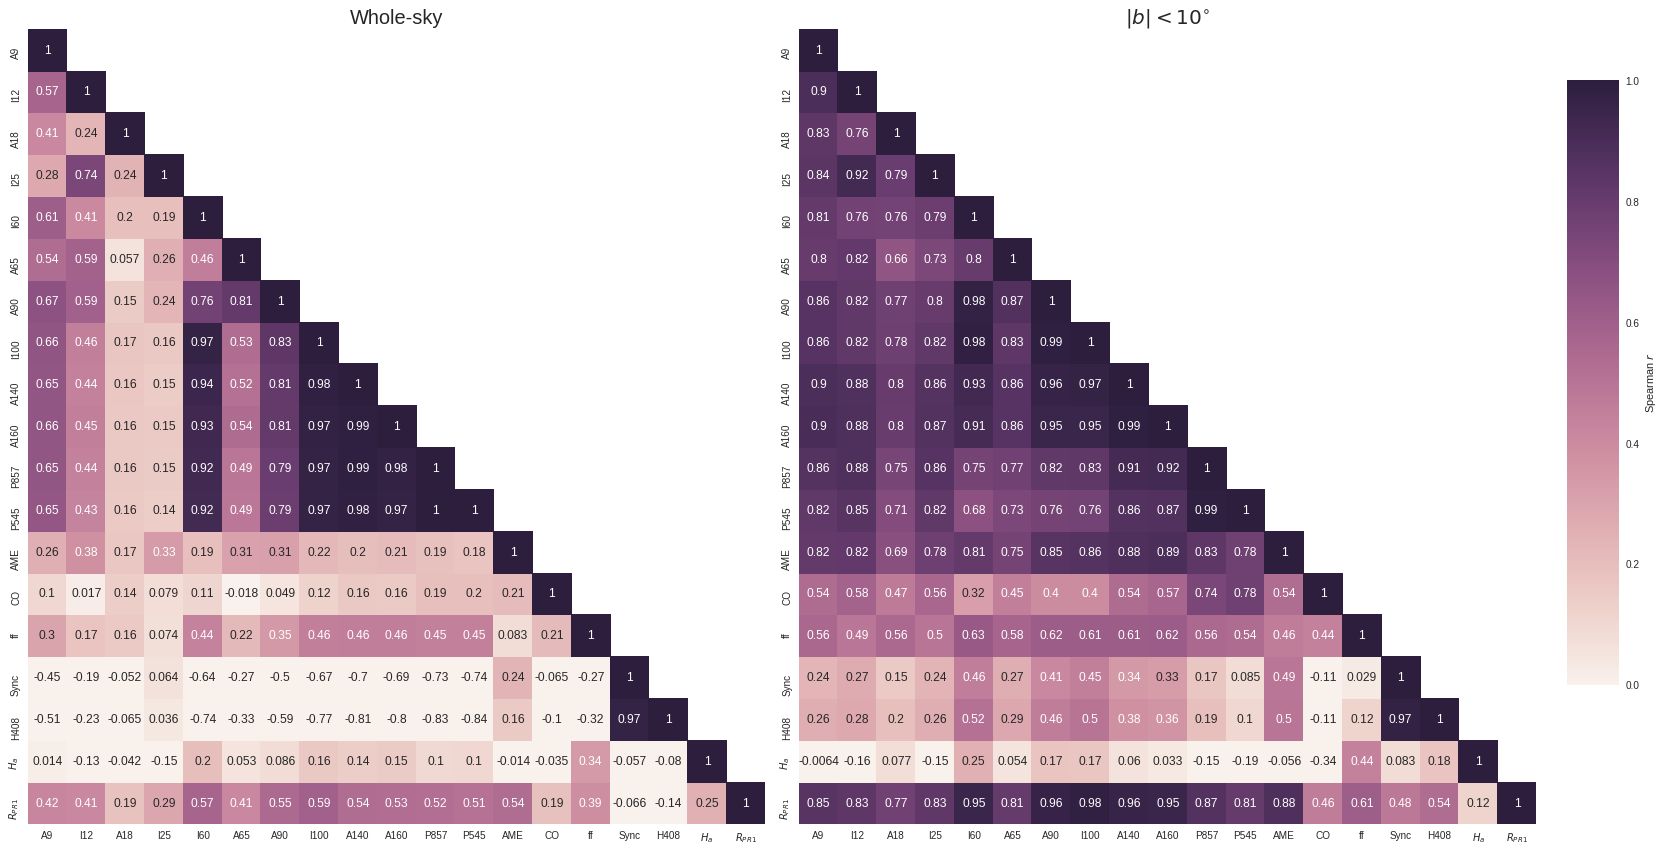 Whole-sky
A9 1
I12 0.57 1
A18 0.41 0.24 1
I25 0.28 0.74 0.24 1
I60 0.61 0.41 0.2 0.19 1
A65 0.54 0.59 0.057 0.26 0.46 1
A90 0.67 0.59 0.15 0.24 0.76 0.81 1
I100 0.66 0.46 0.17 0.16 0.97 0.53 0.83 1
A140 0.65 0.44 0.16 0.15 0.94 0.52 0.81 0.98 1
A160 0.66 0.45 0.16 0.15 0.93 0.54 0.81 0.97 0.99 1
P857 0.65 0.44 0.16 0.15 0.92 0.49 0.79 0.97 0.99 0.98 1
P545 0.65 0.43 0.16 0.14 0.92 0.49 0.79 0.97 0.98 0.97 1 1
AME 0.26 0.38 0.17 0.33 0.19 0.31 0.31 0.22 0.2 0.21 0.19 0.18 1
CO 0.1 0.017 0.14 0.079 0.11 -0.018 0.049 0.12 0.16 0.16 0.19 0.2 0.21 1
ff 0.3 0.17 0.16 0.074 0.44 0.22 0.35 0.46 0.46 0.46 0.45 0.45 0.083 0.21 1
Sync -0.45 -0.19 -0.052 0.064 -0.64 -0.27 -0.5 -0.67 -0.7 -0.69 -0.73 -0.74 0.24 -0.065 -0.27 1
H408 -0.51 -0.23 -0.065 0.036 -0.74 -0.33 -0.59 -0.77 -0.81 -0.8 -0.83 -0.84 0.16 -0.1 -0.32 0.97 1
H_a 0.014 -0.13 -0.042 -0.15 0.2 0.053 0.086 0.16 0.14 0.15 0.1 0.1 -0.014 -0.035 0.34 -0.057 -0.08 1
R_PR1 0.42 0.41 0.19 0.29 0.57 0.41 0.55 0.59 0.54 0.53 0.52 0.51 0.54 0.19 0.39 -0.066 -0.14 0.25 1
A9 I12 A18 I25 I60 A65 A90 I100 A140 A160 P857 P545 AME CO ff Sync H408 H_a R_PR1
|b| < 10°
A9 1
I12 0.9 1
A18 0.83 0.76 1
I25 0.84 0.92 0.79 1
I60 0.81 0.76 0.76 0.79 1
A65 0.8 0.82 0.66 0.73 0.8 1
A90 0.86 0.82 0.77 0.8 0.98 0.87 1
I100 0.86 0.82 0.78 0.82 0.98 0.83 0.99 1
A140 0.9 0.88 0.8 0.86 0.93 0.86 0.96 0.97 1
A160 0.9 0.88 0.8 0.87 0.91 0.86 0.95 0.95 0.99 1
P857 0.86 0.88 0.75 0.86 0.75 0.77 0.82 0.83 0.91 0.92 1
P545 0.82 0.85 0.71 0.82 0.68 0.73 0.76 0.76 0.86 0.87 0.99 1
AME 0.82 0.82 0.69 0.78 0.81 0.75 0.85 0.86 0.88 0.89 0.83 0.78 1
CO 0.54 0.58 0.47 0.56 0.32 0.45 0.4 0.4 0.54 0.57 0.74 0.78 0.54 1
ff 0.56 0.49 0.56 0.5 0.63 0.58 0.62 0.61 0.61 0.62 0.56 0.54 0.46 0.44 1
Sync 0.24 0.27 0.15 0.24 0.46 0.27 0.41 0.45 0.34 0.33 0.17 0.085 0.49 -0.11 0.029 1
H408 0.26 0.28 0.2 0.26 0.52 0.29 0.46 0.5 0.38 0.36 0.19 0.1 0.5 -0.11 0.12 0.97 1
H_a -0.0064 -0.16 0.077 -0.15 0.25 0.054 0.17 0.17 0.06 0.033 -0.15 -0.19 -0.056 -0.34 0.44 0.083 0.18 1
R_PR1 0.85 0.83 0.77 0.83 0.95 0.81 0.96 0.98 0.96 0.95 0.87 0.81 0.88 0.46 0.61 0.48 0.54 0.12 1
A9 I12 A18 I25 I60 A65 A90 I100 A140 A160 P857 P545 AME CO ff Sync H408 H_a R_PR1
1.0
0.8
0.6
0.4
0.2
0.0
Spearman r